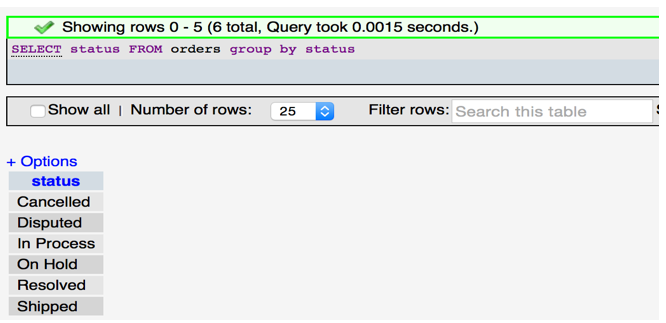 Showing rows 0 - 5 (6 total, Query took 0.0015 seconds.)
SELECT status FROM orders group by status
Show all | Number of rows: 25 Filter rows: Search this table
+ Options
status
Cancelled
Disputed
In Process
On Hold
Resolved
Shipped